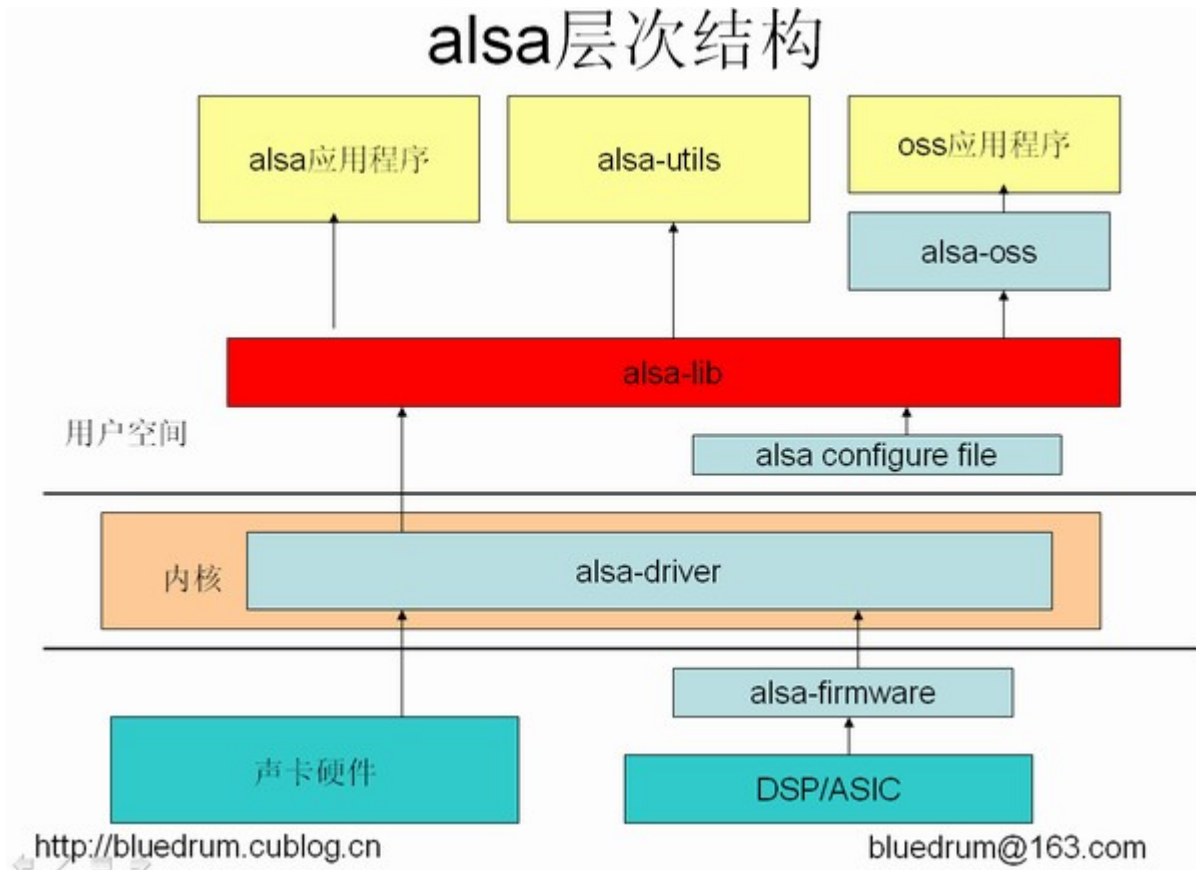 alsa层次结构
alsa应用程序
alsa-utils
oss应用程序
alsa-oss
alsa-lib
用户空间
alsa configure file
内核
alsa-driver
alsa-firmware
声卡硬件
DSP/ASIC
http://bluedrum.cublog.cn
bluedrum@163.com